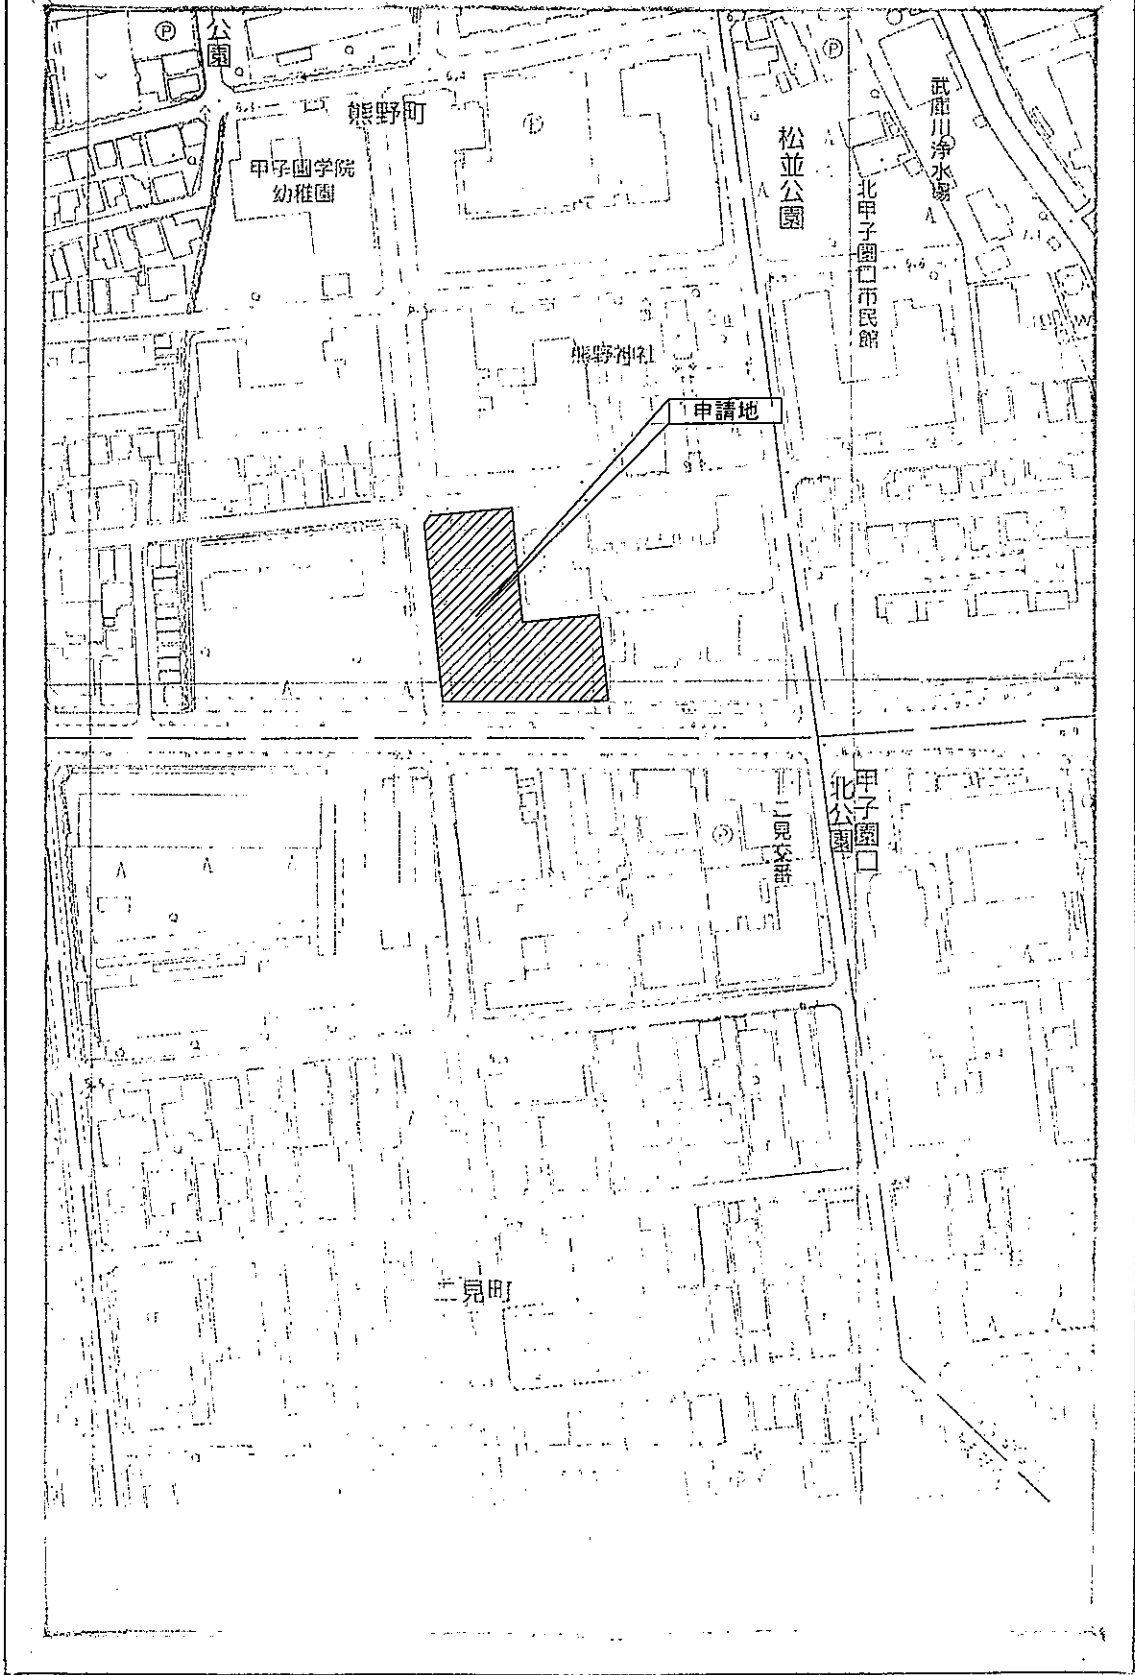 公園
Ⓟ
Ⓟ
熊野町
甲子園学院
幼稚園
松並公園
武庫川浄水場
北甲子園口市民館
熊野神社
申請地
甲子園口
北公園
二見交番
Ⓟ
二見町